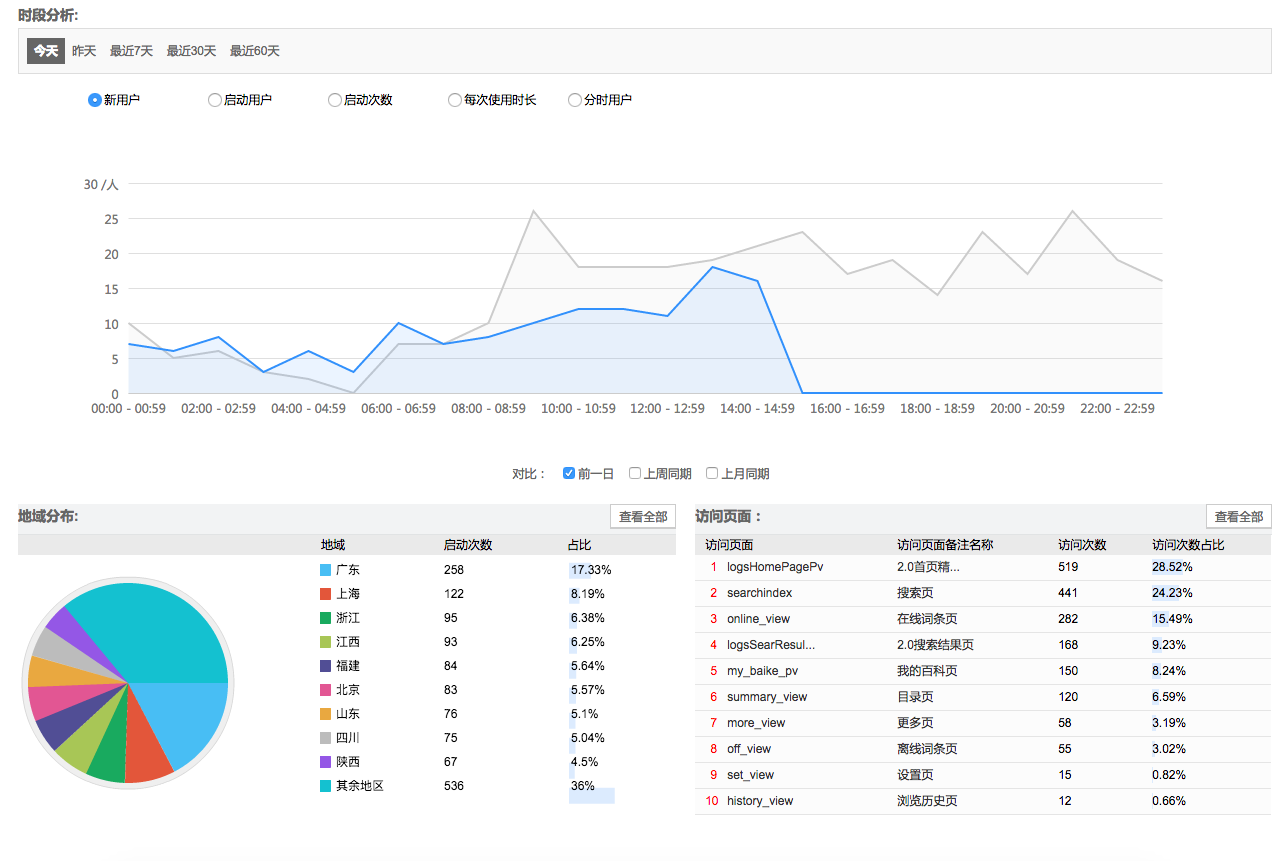 时段分析:
今天 昨天 最近7天 最近30天 最近60天
新用户 启动用户 启动次数 每次使用时长 分时用户
30 /人
25
20
15
10
5
0
00:00 - 00:59 02:00 - 02:59 04:00 - 04:59 06:00 - 06:59 08:00 - 08:59 10:00 - 10:59 12:00 - 12:59 14:00 - 14:59 16:00 - 16:59 18:00 - 18:59 20:00 - 20:59 22:00 - 22:59
对比： 前一日 上周同期 上月同期
地域分布: 查看全部
地域 启动次数 占比
广东 258 17.33%
上海 122 8.19%
浙江 95 6.38%
江西 93 6.25%
福建 84 5.64%
北京 83 5.57%
山东 76 5.1%
四川 75 5.04%
陕西 67 4.5%
其余地区 536 36%
访问页面： 查看全部
访问页面 访问页面备注名称 访问次数 访问次数占比
1 logsHomePagePv 2.0首页精... 519 28.52%
2 searchindex 搜索页 441 24.23%
3 online_view 在线词条页 282 15.49%
4 logsSearResul... 2.0搜索结果页 168 9.23%
5 my_baike_pv 我的百科页 150 8.24%
6 summary_view 目录页 120 6.59%
7 more_view 更多页 58 3.19%
8 off_view 离线词条页 55 3.02%
9 set_view 设置页 15 0.82%
10 history_view 浏览历史页 12 0.66%